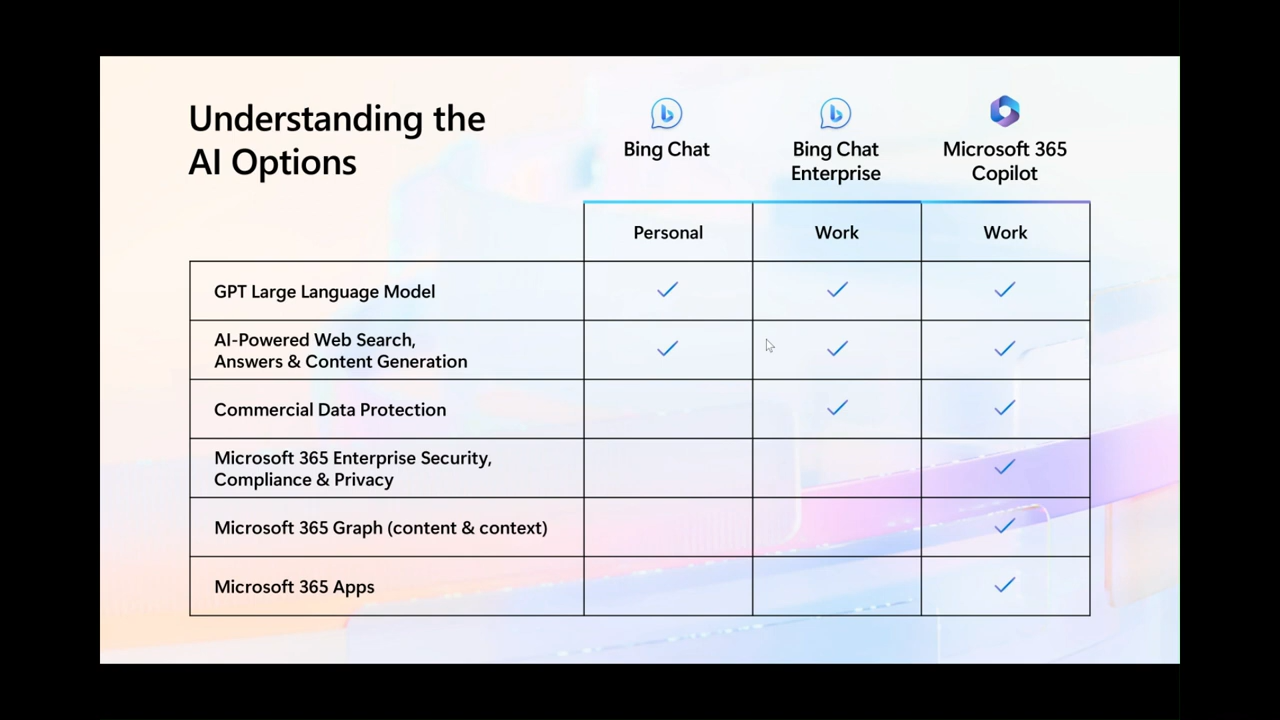 Understanding the
AI Options
Bing Chat
Bing Chat
Enterprise
Microsoft 365
Copilot
Personal
Work
Work
GPT Large Language Model
AI-Powered Web Search,
Answers & Content Generation
Commercial Data Protection
Microsoft 365 Enterprise Security,
Compliance & Privacy
Microsoft 365 Graph (content & context)
Microsoft 365 Apps